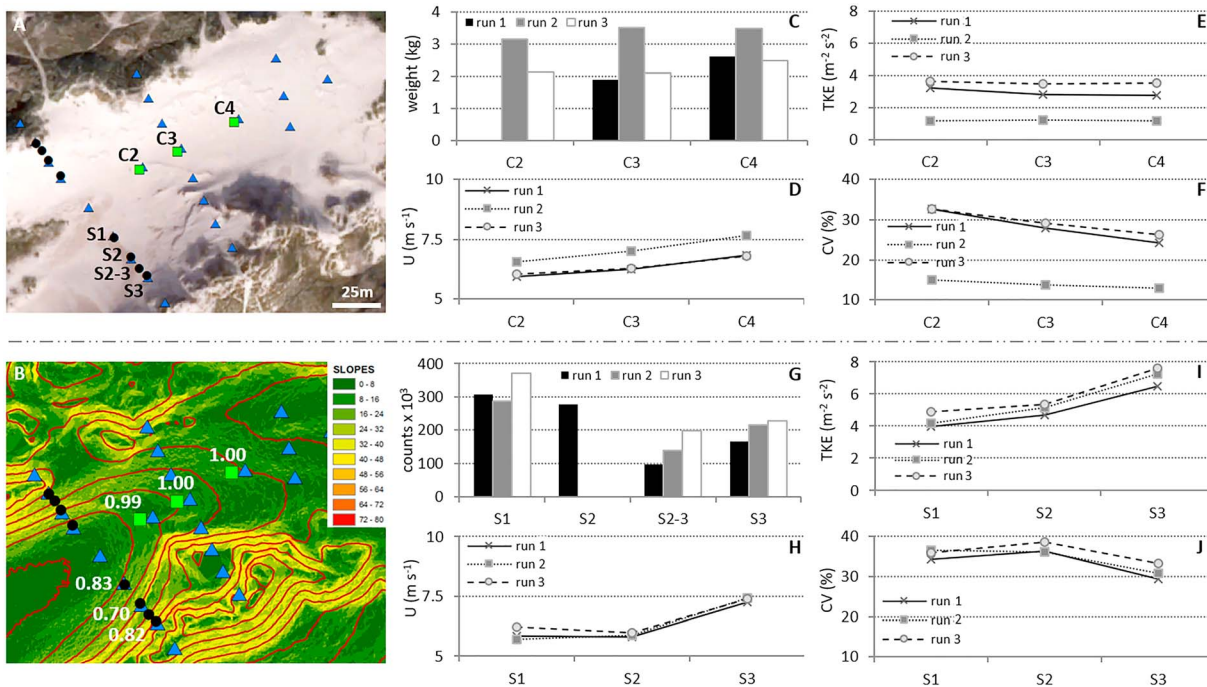 A
C4
C3
C2
S1
S2
S2-3
S3
25m
C
run 1 run 2 run 3
weight (kg)
4
3
2
1
0
C2 C3 C4
D
U (m s-1)
10
7.5
5
run 1
run 2
run 3
C2 C3 C4
E
TKE (m-2 s-2)
8
6
4
2
0
run 1
run 2
run 3
C2 C3 C4
F
CV (%)
40
30
20
10
run 1
run 2
run 3
C2 C3 C4
B
SLOPES
0 - 8
8 - 16
16 - 24
24 - 32
32 - 40
40 - 48
48 - 56
56 - 64
64 - 72
72 - 80
1.00
1.00
0.99
0.83
0.70
0.82
G
run 1 run 2 run 3
counts x 10³
400
300
200
100
0
S1 S2 S2-3 S3
H
U (m s-1)
10
7.5
5
run 1
run 2
run 3
S1 S2 S3
I
TKE (m-2 s-2)
8
6
4
2
0
run 1
run 2
run 3
S1 S2 S3
J
CV (%)
40
30
20
10
run 1
run 2
run 3
S1 S2 S3